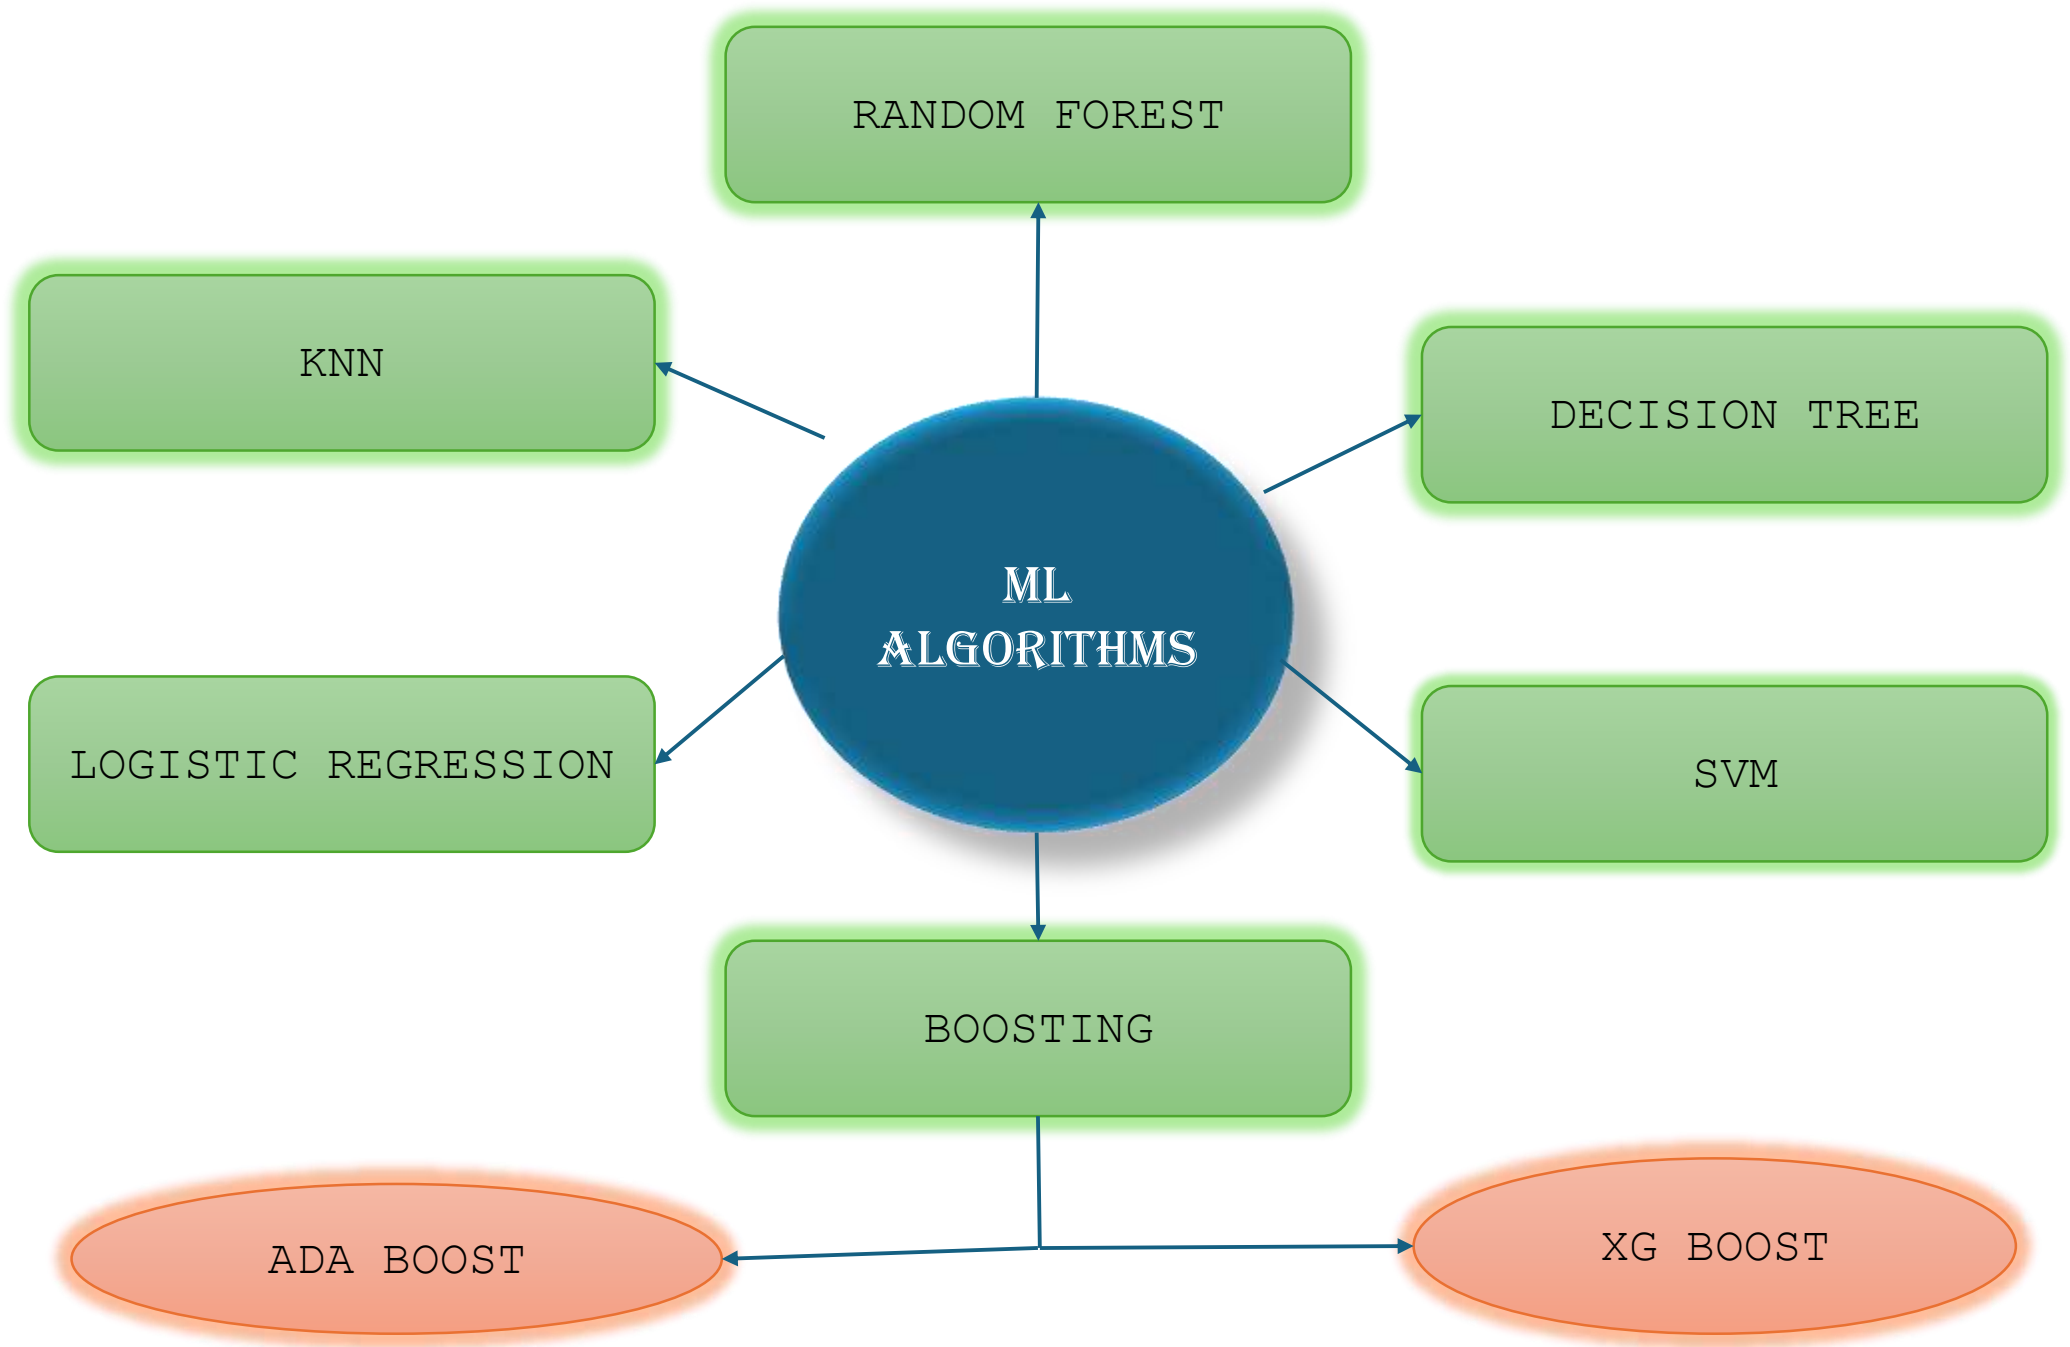 RANDOM FOREST
KNN
DECISION TREE
ML
ALGORITHMS
LOGISTIC REGRESSION
SVM
BOOSTING
ADA BOOST
XG BOOST